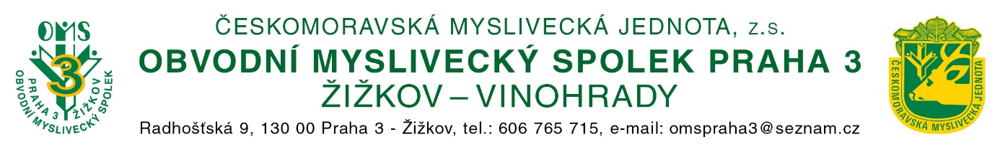 OMS
3
PRAHA 3 ŽIŽKOV
OBVODNÍ MYSLIVECKÝ SPOLEK
ČESKOMORAVSKÁ MYSLIVECKÁ JEDNOTA, z.s.
OBVODNÍ MYSLIVECKÝ SPOLEK PRAHA 3
ŽIŽKOV – VINOHRADY
Radhošťská 9, 130 00 Praha 3 - Žižkov, tel.: 606 765 715, e-mail: omspraha3@seznam.cz
ČESKOMORAVSKÁ MYSLIVECKÁ JEDNOTA